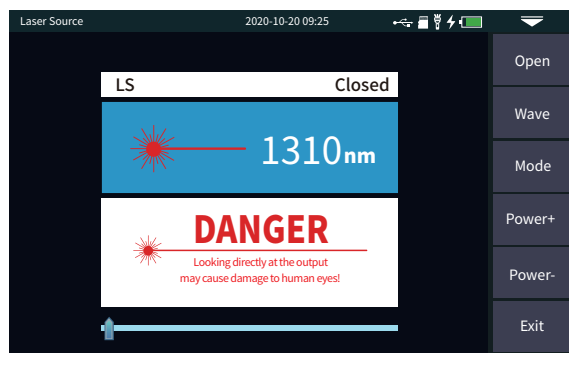 Laser Source
2020-10-20 09:25
Open
LS
Closed
Wave
1310nm
Mode
Power+
DANGER
Looking directly at the output
may cause damage to human eyes!
Power-
Exit